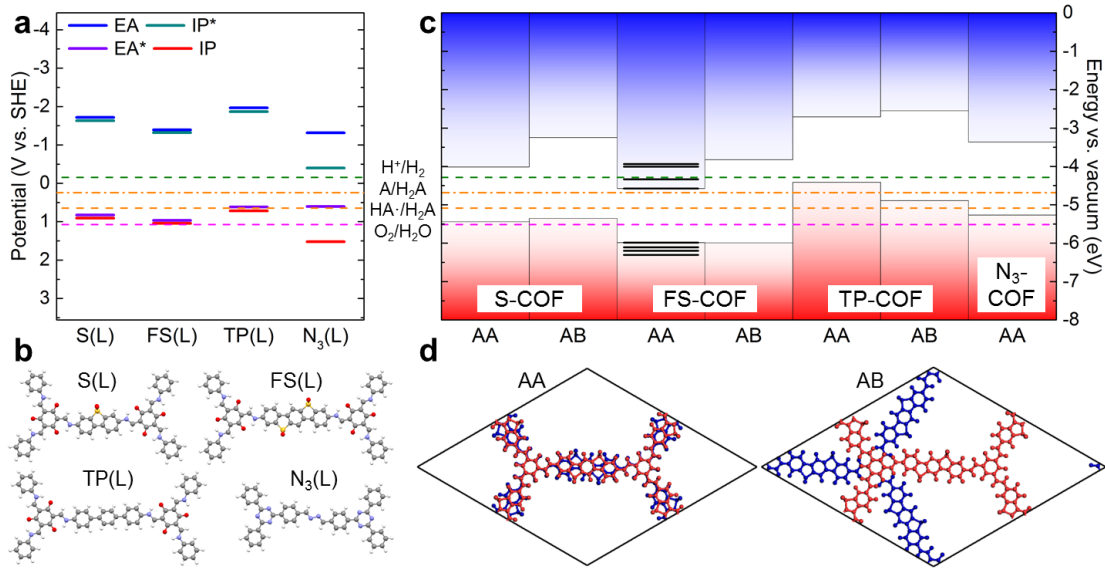 a
EA IP*
EA* IP
Potential (V vs. SHE)
-4
-3
-2
-1
0
1
2
3
S(L) FS(L) TP(L) N₃(L)
H⁺/H₂
A/H₂A
HA·/H₂A
O₂/H₂O
c
S-COF FS-COF TP-COF N₃-
COF
AA AB AA AB AA AB AA
0
-1
-2
-3
-4
-5
-6
-7
-8
Energy vs. vacuum (eV)
b
S(L) FS(L)
TP(L) N₃(L)
d
AA AB